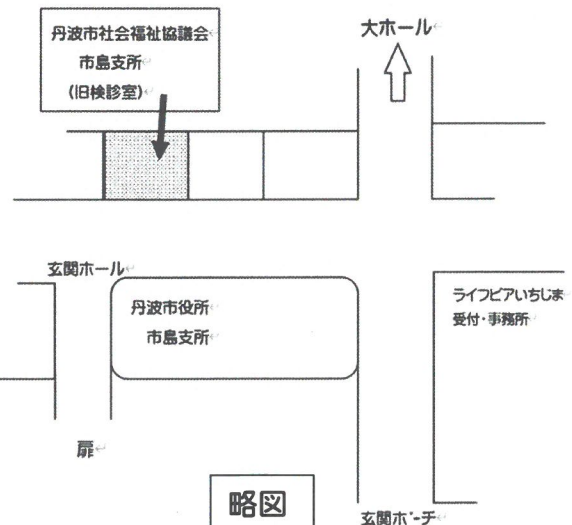 丹波市社会福祉協議会
市島支所
(旧検診室)
大ホール
玄関ホール
丹波市役所
市島支所
ライフピアいちじま
受付・事務所
扉
略図
玄関ポーチ